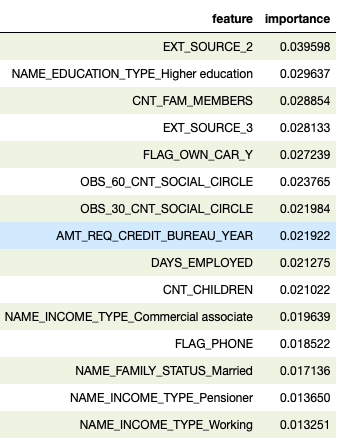 feature importance
EXT_SOURCE_2 0.039598
NAME_EDUCATION_TYPE_Higher education 0.029637
CNT_FAM_MEMBERS 0.028854
EXT_SOURCE_3 0.028133
FLAG_OWN_CAR_Y 0.027239
OBS_60_CNT_SOCIAL_CIRCLE 0.023765
OBS_30_CNT_SOCIAL_CIRCLE 0.021984
AMT_REQ_CREDIT_BUREAU_YEAR 0.021922
DAYS_EMPLOYED 0.021275
CNT_CHILDREN 0.021022
NAME_INCOME_TYPE_Commercial associate 0.019639
FLAG_PHONE 0.018522
NAME_FAMILY_STATUS_Married 0.017136
NAME_INCOME_TYPE_Pensioner 0.013650
NAME_INCOME_TYPE_Working 0.013251